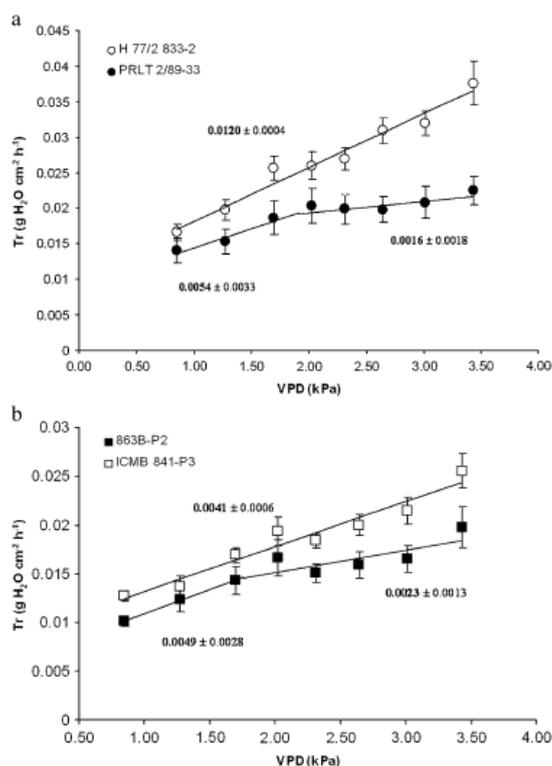 a
0.045
0.04
0.035
0.03
0.025
0.02
0.015
0.01
0.005
0
Tr (g H₂O cm⁻² h⁻¹)
H 77/2 833-2
PRLT 2/89-33
0.0120 ± 0.0004
0.0016 ± 0.0018
0.0054 ± 0.0033
0.00 0.50 1.00 1.50 2.00 2.50 3.00 3.50 4.00
VPD (kPa)
b
0.03
0.025
0.02
0.015
0.01
0.005
0
Tr (g H₂O cm⁻² h⁻¹)
863B-P2
ICMB 841-P3
0.0041 ± 0.0006
0.0023 ± 0.0013
0.0049 ± 0.0028
0.50 1.00 1.50 2.00 2.50 3.00 3.50 4.00
VPD (kPa)